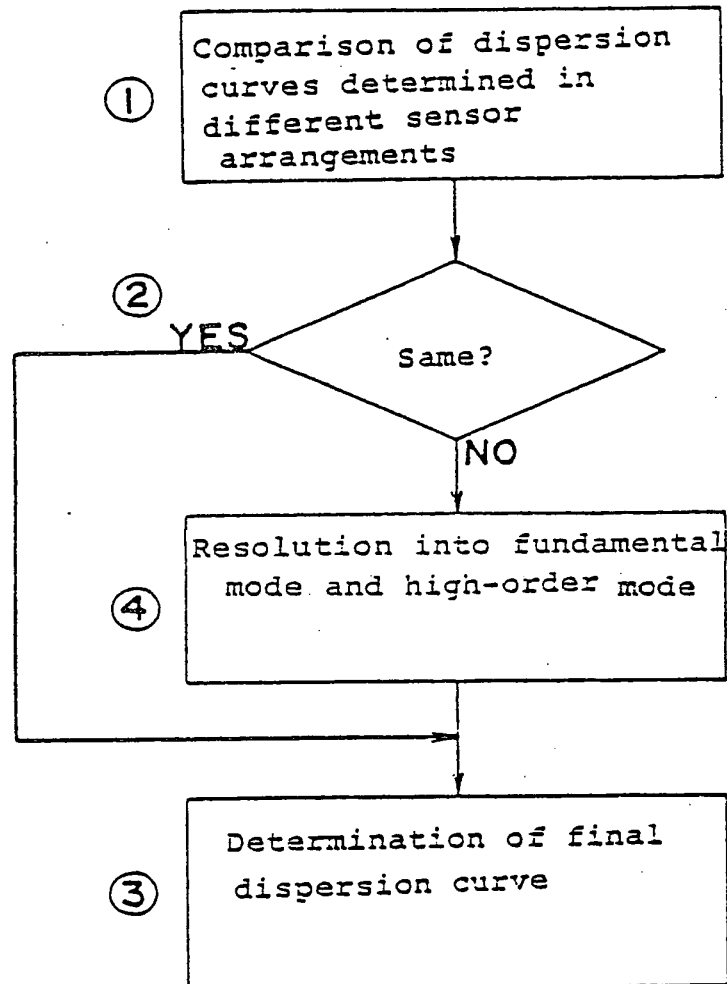 Comparison of dispersion
curves determined in
different sensor
arrangements
①
②
YES
Same?
NO
Resolution into fundamental
mode and high-order mode
④
Determination of final
dispersion curve
③